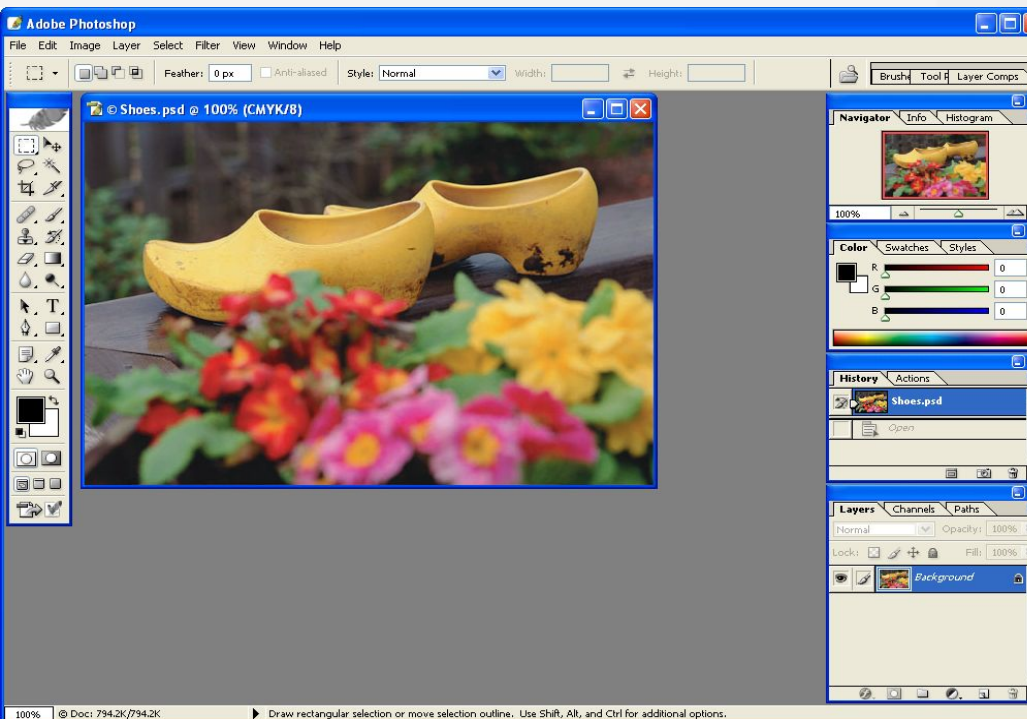 Adobe Photoshop
File Edit Image Layer Select Filter View Window Help
Feather: 0 px Anti-aliased Style: Normal Width: Height:
Tool Layer Comps
© Shoes.psd @ 100% (CMYK/8)
Navigator Info Histogram
100%
Color Swatches Styles
R 0
G 0
B 0
History Actions
Shoes.psd
Open
Layers Channels Paths
Normal Opacity: 100%
Lock: Fill: 100%
Background
100% © Doc: 794.2K/794.2K Draw rectangular selection or move selection outline. Use Shift, Alt, and Ctrl for additional options.